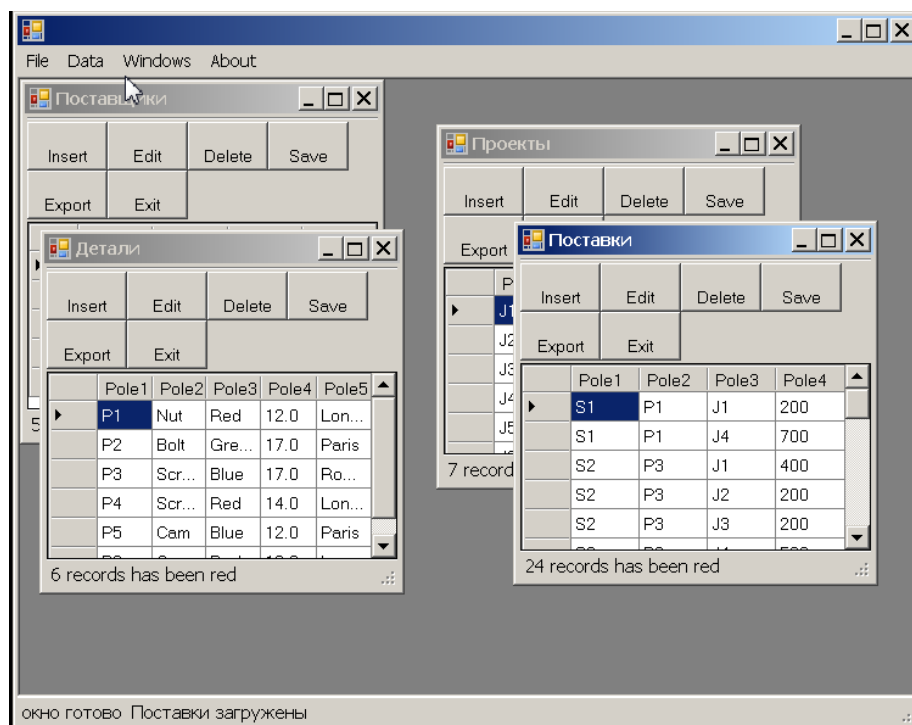 File Data Windows About
Поставщики
Insert Edit Delete Save
Export Exit
5
Детали
Insert Edit Delete Save
Export Exit
Pole1 Pole2 Pole3 Pole4 Pole5
P1 Nut Red 12.0 Lon...
P2 Bolt Gre... 17.0 Paris
P3 Scr... Blue 17.0 Ro...
P4 Scr... Red 14.0 Lon...
P5 Cam Blue 12.0 Paris
6 records has been red
Проекты
Insert Edit Delete Save
Export
P
J1
J2
J3
J4
J5
7 record
Поставки
Insert Edit Delete Save
Export Exit
Pole1 Pole2 Pole3 Pole4
S1 P1 J1 200
S1 P1 J4 700
S2 P3 J1 400
S2 P3 J2 200
S2 P3 J3 200
24 records has been red
окно готово Поставки загружены